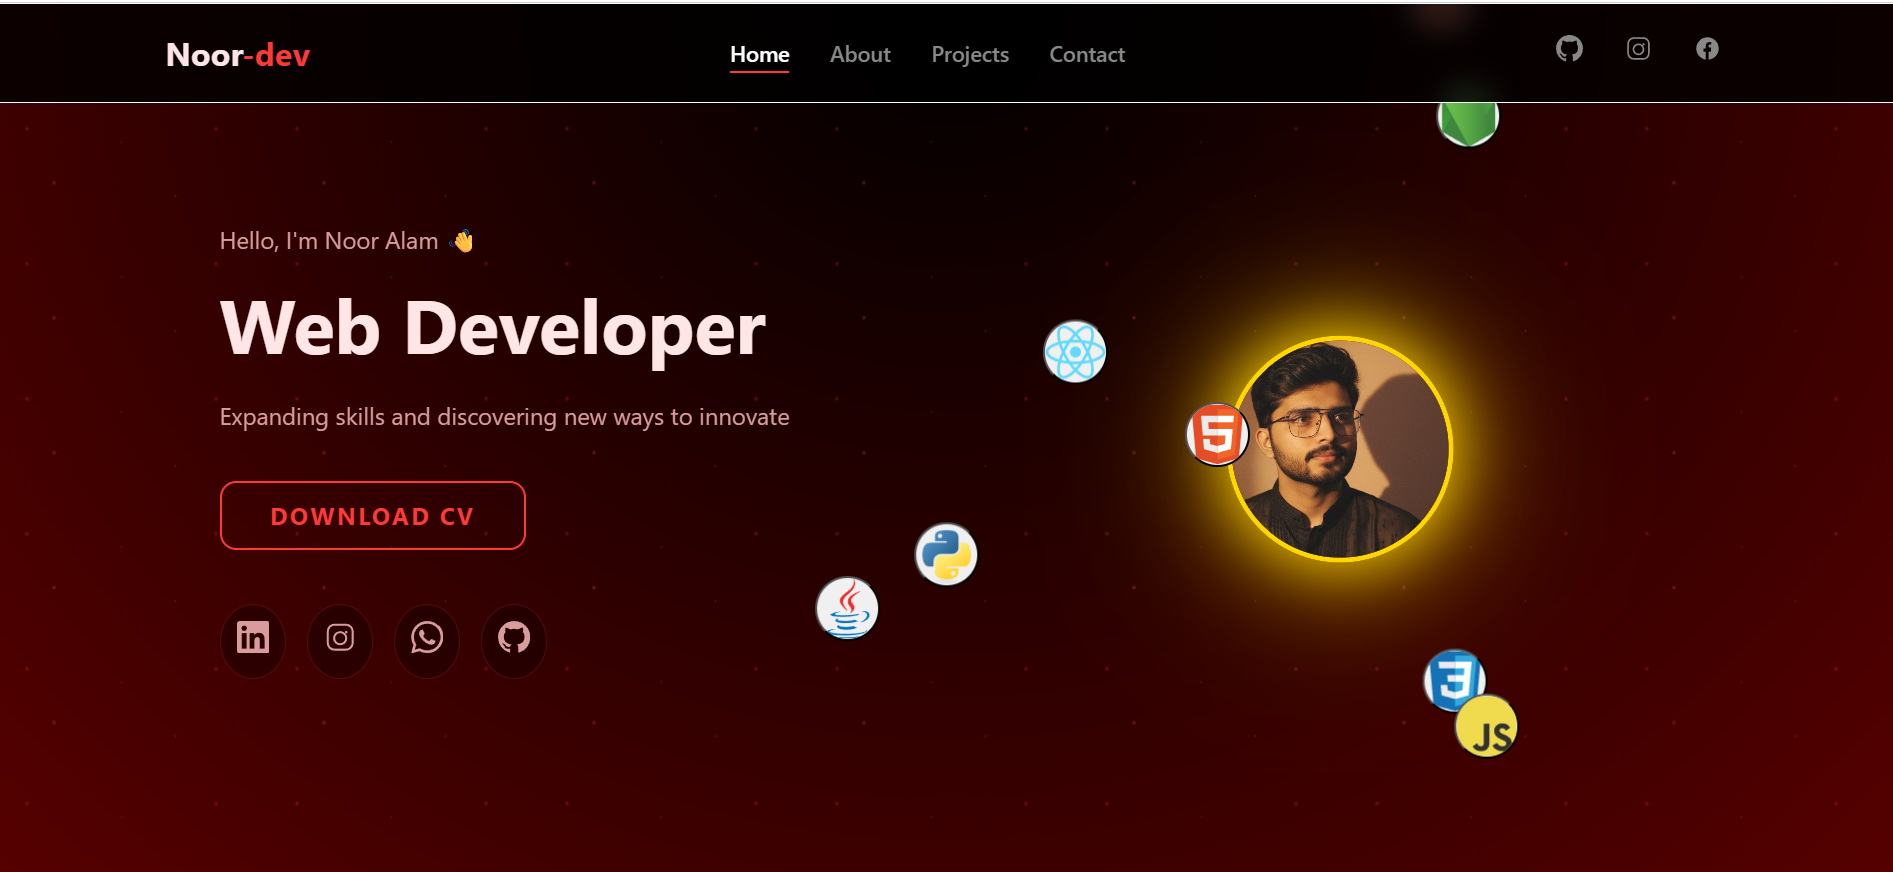 Noor-dev
Home
About
Projects
Contact
Hello, I'm Noor Alam 👋
Web Developer
Expanding skills and discovering new ways to innovate
DOWNLOAD CV
in
5
3
JS